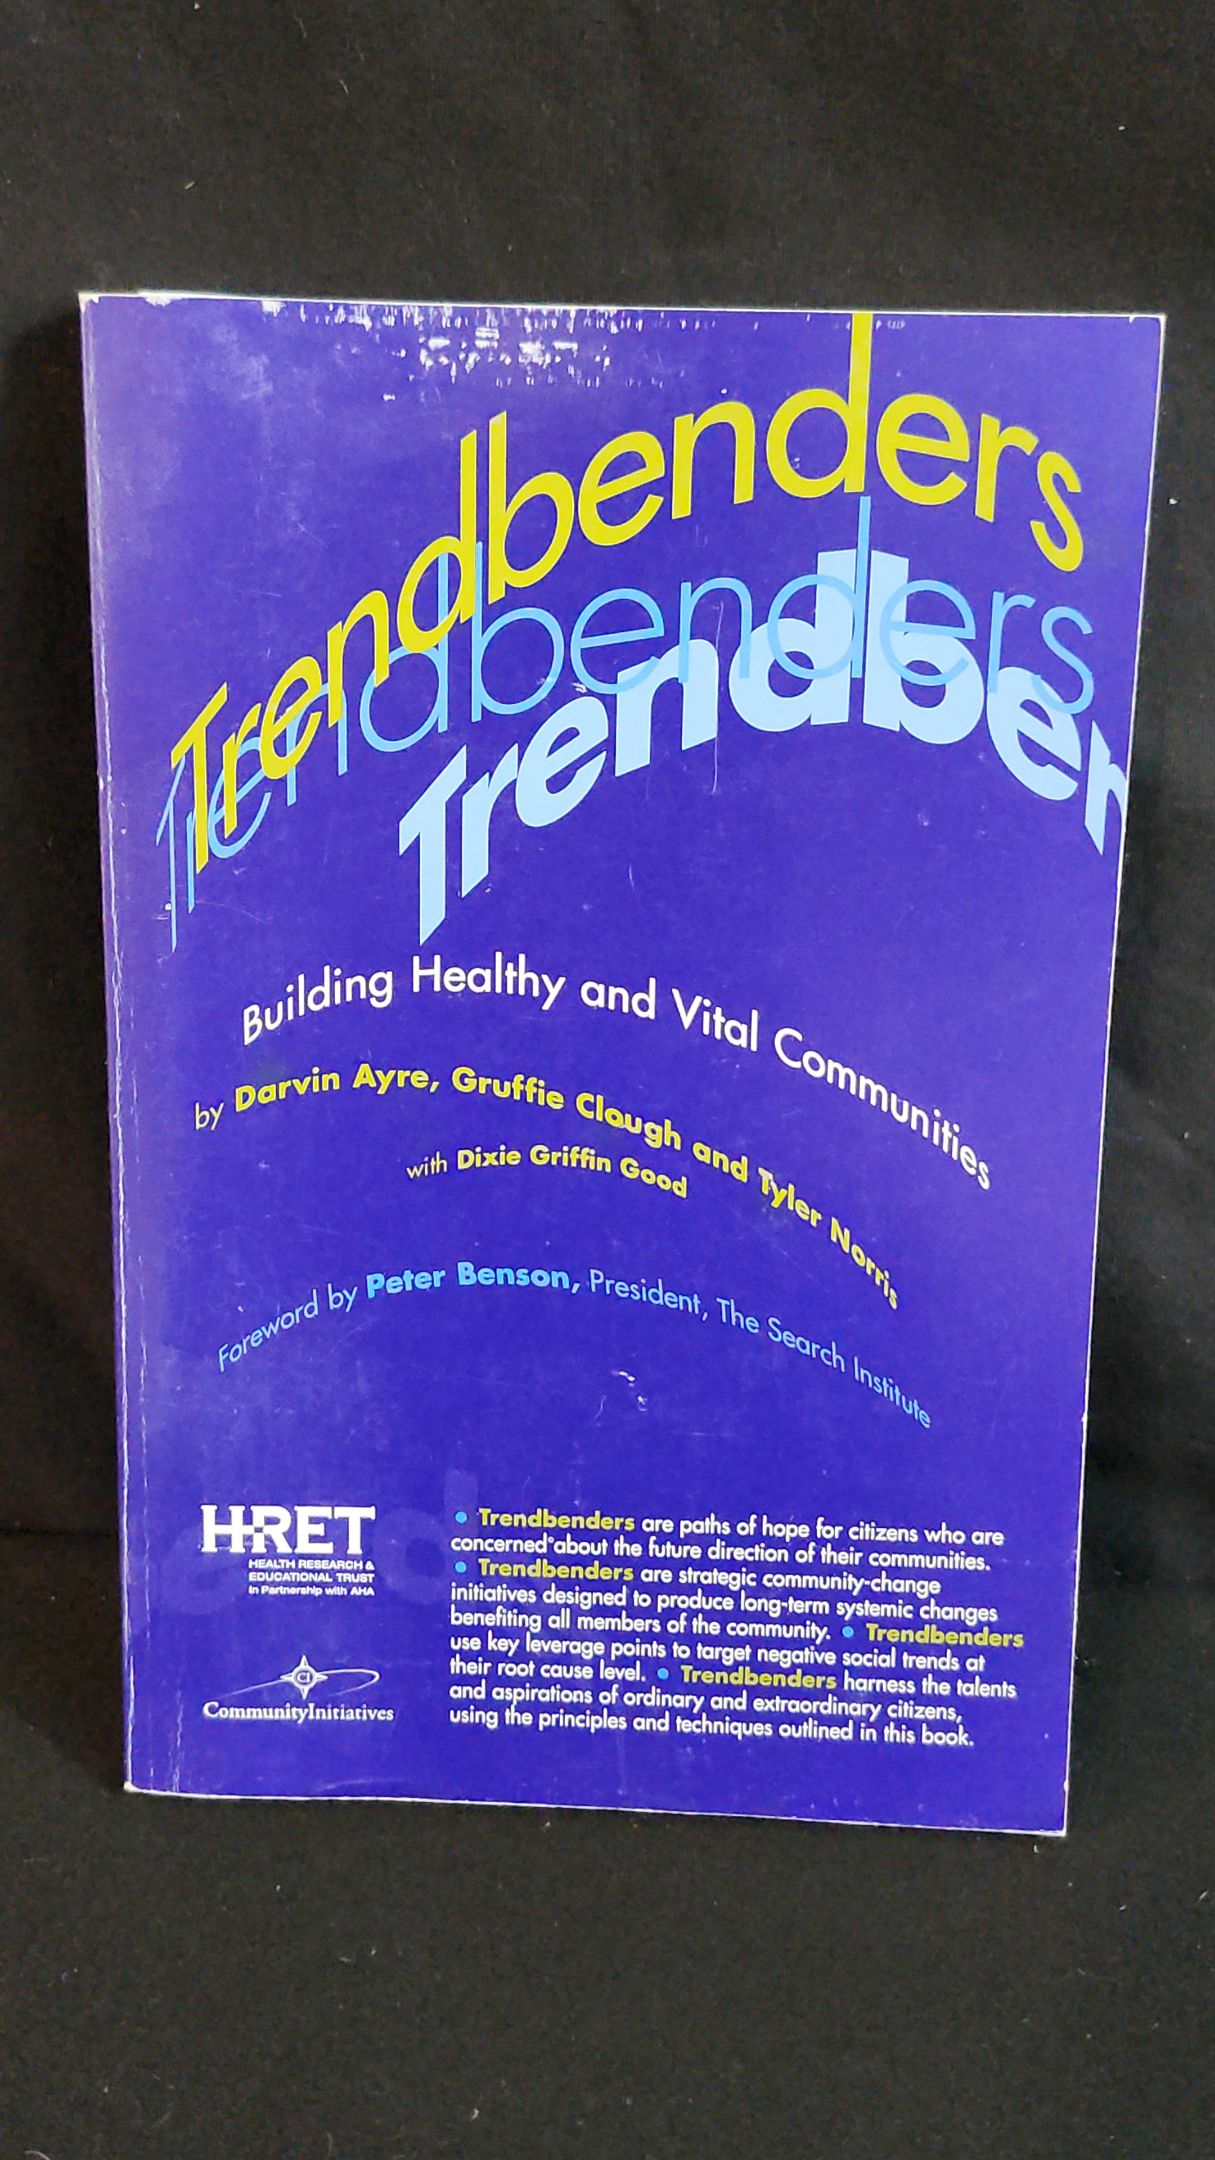 Trendbenders
Trendbenders
Trendber
Building Healthy and Vital Communities
by Darvin Ayre, Gruffie Clough and Tyler Norris
with Dixie Griffin Good
Foreword by Peter Benson, President, The Search Institute
HRET
HEALTH RESEARCH &
EDUCATIONAL TRUST
In Partnership with AHA
CI
CommunityInitiatives
• Trendbenders are paths of hope for citizens who are
concerned about the future direction of their communities.
• Trendbenders are strategic community-change
initiatives designed to produce long-term systemic changes
benefiting all members of the community. • Trendbenders
use key leverage points to target negative social trends at
their root cause level. • Trendbenders harness the talents
and aspirations of ordinary and extraordinary citizens,
using the principles and techniques outlined in this book.